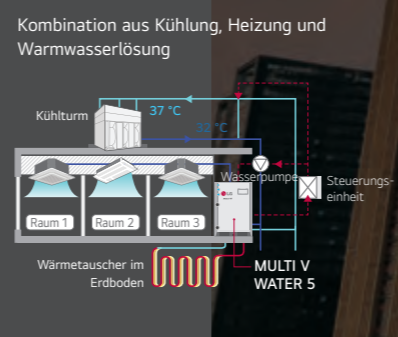 Kombination aus Kühlung, Heizung und
Warmwasserlösung
Kühlturm
37 °C
32 °C
Wasserpumpe
Steuerungs-
einheit
LG
Raum 1
Raum 2
Raum 3
Wärmetauscher im
Erdboden
MULTI V
WATER 5